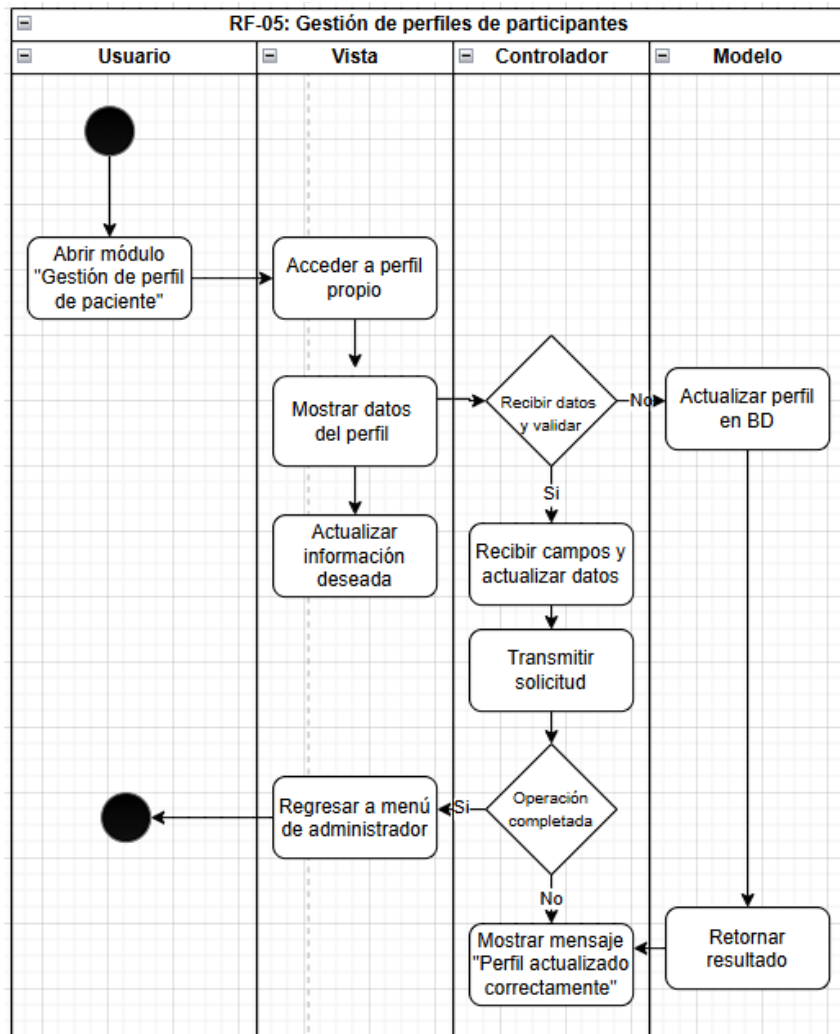 RF-05: Gestión de perfiles de participantes
Usuario
Vista
Controlador
Modelo
Abrir módulo
"Gestión de perfil
de paciente"
Acceder a perfil
propio
Mostrar datos
del perfil
Recibir datos
y validar
No
Actualizar perfil
en BD
Si
Actualizar
información
deseada
Recibir campos y
actualizar datos
Transmitir
solicitud
Regresar a menú
de administrador
Si
Operación
completada
No
Mostrar mensaje
"Perfil actualizado
correctamente"
Retornar
resultado